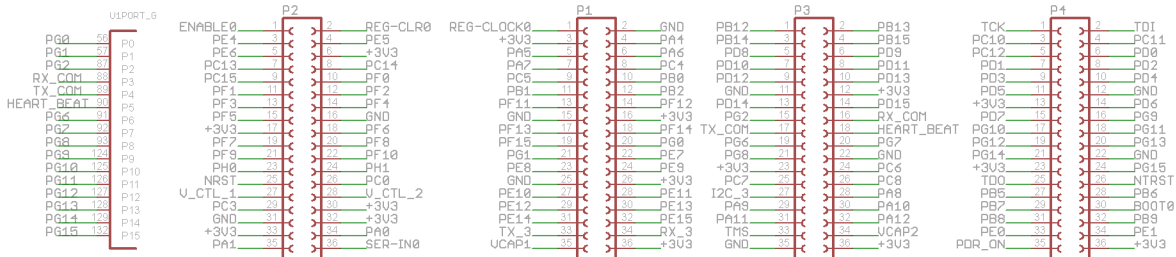 U1PORT_G
PG0 56 P0
PG1 57 P1
PG2 87 P2
RX_COM 88 P3
TX_COM 89 P4
HEART_BEAT 90 P5
PG6 91 P6
PG7 92 P7
PG8 93 P8
PG9 124 P9
PG10 125 P10
PG11 126 P11
PG12 127 P12
PG13 128 P13
PG14 129 P14
PG15 132 P15
P2
ENABLE0 1 2 REG-CLR0
PE4 3 4 PE5
PE6 5 6 +3V3
PC13 7 8 PC14
PC15 9 10 PF0
PF1 11 12 PF2
PF3 13 14 PF4
PF5 15 16 GND
+3V3 17 18 PF6
PF7 19 20 PF8
PF9 21 22 PF10
PH0 23 24 PH1
NRST 25 26 PC0
V_CTL_1 27 28 V_CTL_2
PC3 29 30 +3V3
GND 31 32 +3V3
+3V3 33 34 PA0
PA1 35 36 SER-IN0
P1
REG-CLOCK0 1 2 GND
+3V3 3 4 PA4
PA5 5 6 PA6
PA7 7 8 PC4
PC5 9 10 PB0
PB1 11 12 PB2
PF11 13 14 PF12
GND 15 16 +3V3
PF13 17 18 PF14
PF15 19 20 PG0
PG1 21 22 PE7
PE8 23 24 PE9
GND 25 26 +3V3
PE10 27 28 PE11
PE12 29 30 PE13
PE14 31 32 PE15
TX_3 33 34 RX_3
VCAP1 35 36 +3V3
P3
PB12 1 2 PB13
PB14 3 4 PB15
PD8 5 6 PD9
PD10 7 8 PD11
PD12 9 10 PD13
GND 11 12 +3V3
PD14 13 14 PD15
PG2 15 16 RX_COM
TX_COM 17 18 HEART_BEAT
PG6 19 20 PG7
PG8 21 22 GND
+3V3 23 24 PC6
PC7 25 26 PC8
I2C_3 27 28 PA8
PA9 29 30 PA10
PA11 31 32 PA12
TMS 33 34 VCAP2
GND 35 36 +3V3
P4
TCK 1 2 TDI
PC10 3 4 PC11
PC12 5 6 PD0
PD1 7 8 PD2
PD3 9 10 PD4
PD5 11 12 GND
+3V3 13 14 PD6
PD7 15 16 PG9
PG10 17 18 PG11
PG12 19 20 PG13
PG14 21 22 GND
+3V3 23 24 PG15
TDO 25 26 NTRST
PB5 27 28 PB6
PB7 29 30 BOOT0
PB8 31 32 PB9
PE0 33 34 PE1
PDR_ON 35 36 +3V3